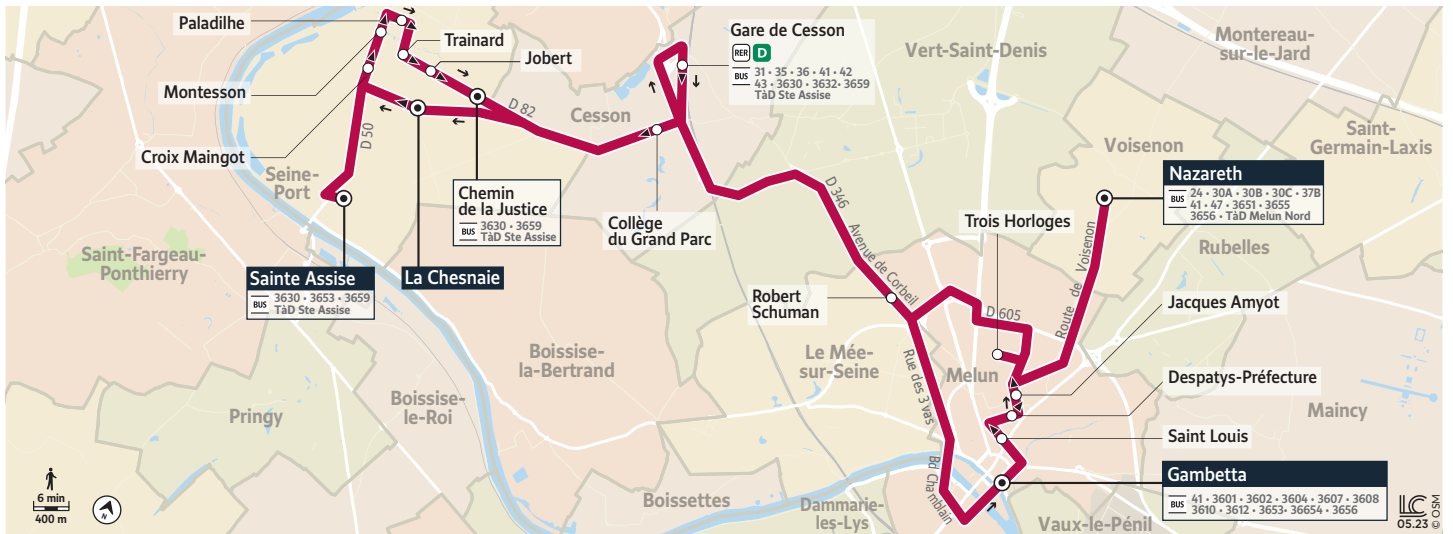 Paladilhe
Trainard
Jobert
Montesson
Croix Maingot
D 50
D 82
Seine-
Port
Saint-Fargeau-
Ponthierry
Sainte Assise
BUS
3630 • 3653 • 3659
TàD Ste Assise
La Chesnaie
Chemin
de la Justice
BUS
3630 • 3659
TàD Ste Assise
Cesson
Gare de Cesson
RER D
BUS
31 • 35 • 36 • 41 • 42
43 • 3630 • 3632 • 3659
TàD Ste Assise
Collège
du Grand Parc
Vert-Saint-Denis
Montereau-
sur-le-Jard
Saint-
Germain-Laxis
Voisenon
Nazareth
BUS
24 • 30A • 30B • 30C • 37B
41 • 47 • 3651 • 3655
3656 • TàD Melun Nord
Trois Horloges
Rubelles
D 346
Avenue de Corbeil
Robert
Schuman
D 605
Route de Voisenon
Jacques Amyot
Boissise-
la-Bertrand
Le Mée-
sur-Seine
Rue des 3 vas
Melun
Despatys-Préfecture
Maincy
Pringy
Boissise-
le-Roi
Saint Louis
Bd Chamblain
Gambetta
BUS
41 • 3601 • 3602 • 3604 • 3607 • 3608
3610 • 3612 • 3653 • 36654 • 3656
Boissettes
Dammarie-
les-Lys
Vaux-le-Pénil
6 min
400 m
LC
05.23 © OSM